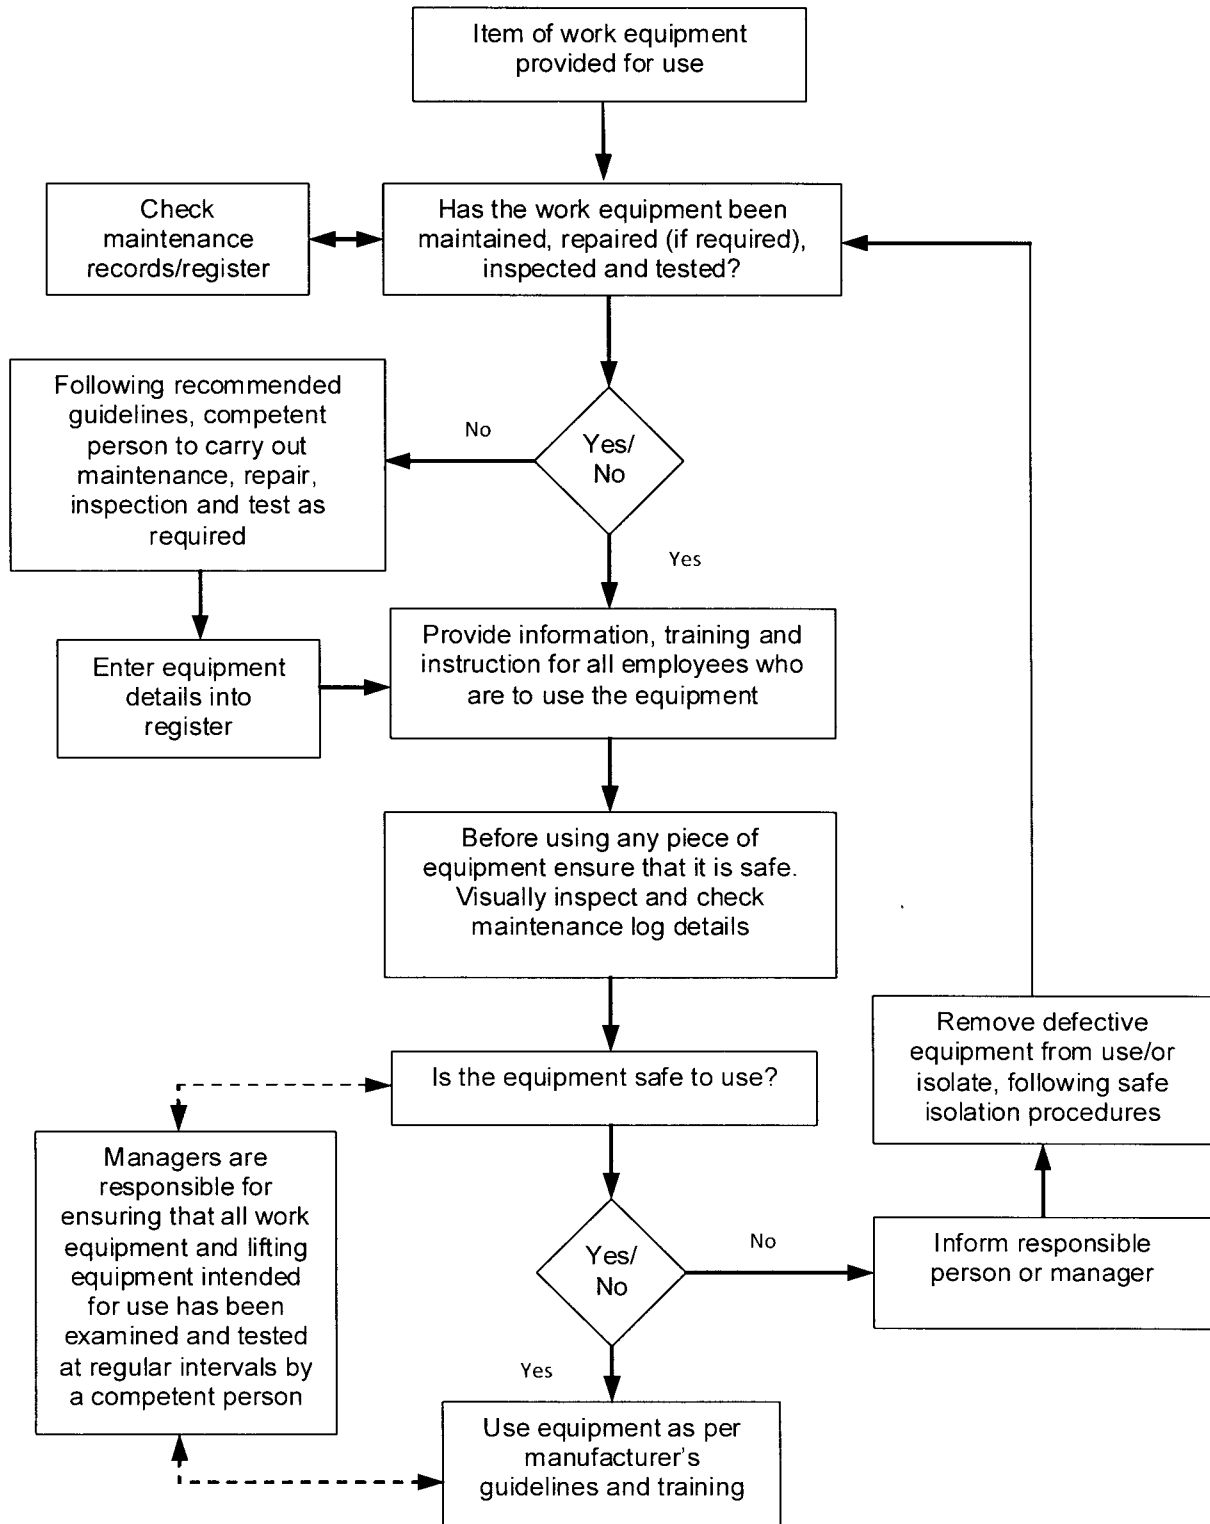 Item of work equipment
provided for use
Check
maintenance
records/register
Has the work equipment been
maintained, repaired (if required),
inspected and tested?
Following recommended
guidelines, competent
person to carry out
maintenance, repair,
inspection and test as
required
No
Yes/
No
Yes
Enter equipment
details into
register
Provide information, training and
instruction for all employees who
are to use the equipment
Before using any piece of
equipment ensure that it is safe.
Visually inspect and check
maintenance log details
Is the equipment safe to use?
Remove defective
equipment from use/or
isolate, following safe
isolation procedures
Managers are
responsible for
ensuring that all work
equipment and lifting
equipment intended
for use has been
examined and tested
at regular intervals by
a competent person
Yes/
No
No
Inform responsible
person or manager
Yes
Use equipment as per
manufacturer's
guidelines and training